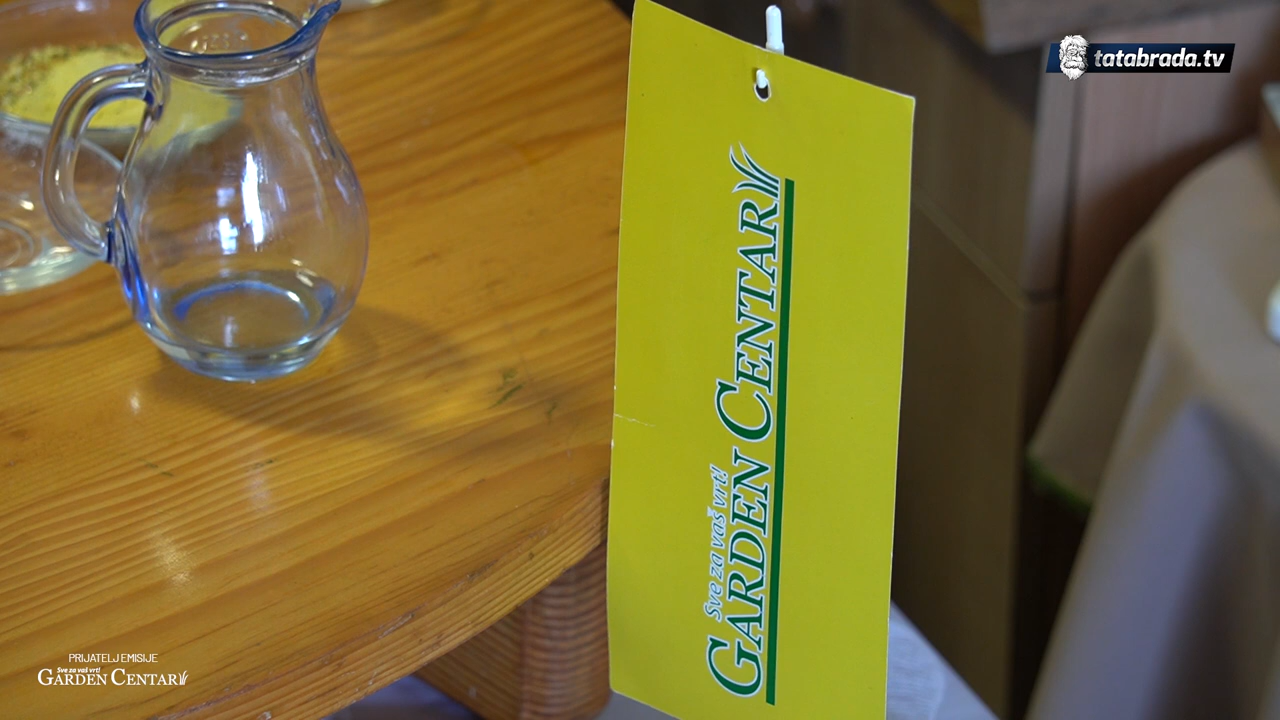 tatabrada.tv
Sve za vaš vrt!
GARDEN CENTAR
PRIJATELJ EMISIJE
Sve za vaš vrt!
GARDEN CENTAR